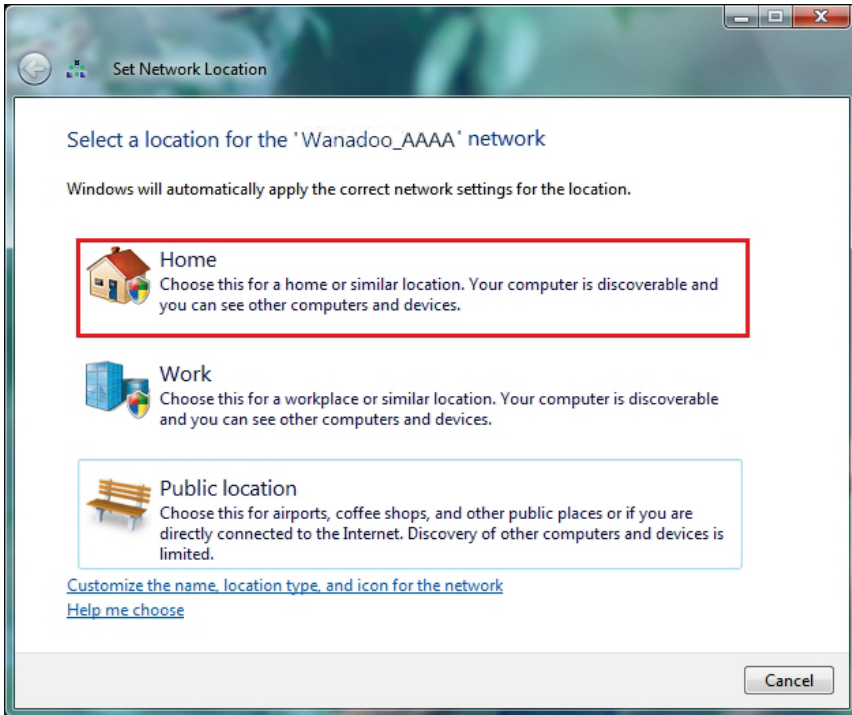 Set Network Location
Select a location for the 'Wanadoo_AAAA' network
Windows will automatically apply the correct network settings for the location.
Home
Choose this for a home or similar location. Your computer is discoverable and
you can see other computers and devices.
Work
Choose this for a workplace or similar location. Your computer is discoverable
and you can see other computers and devices.
Public location
Choose this for airports, coffee shops, and other public places or if you are
directly connected to the Internet. Discovery of other computers and devices is
limited.
Customize the name, location type, and icon for the network
Help me choose
Cancel